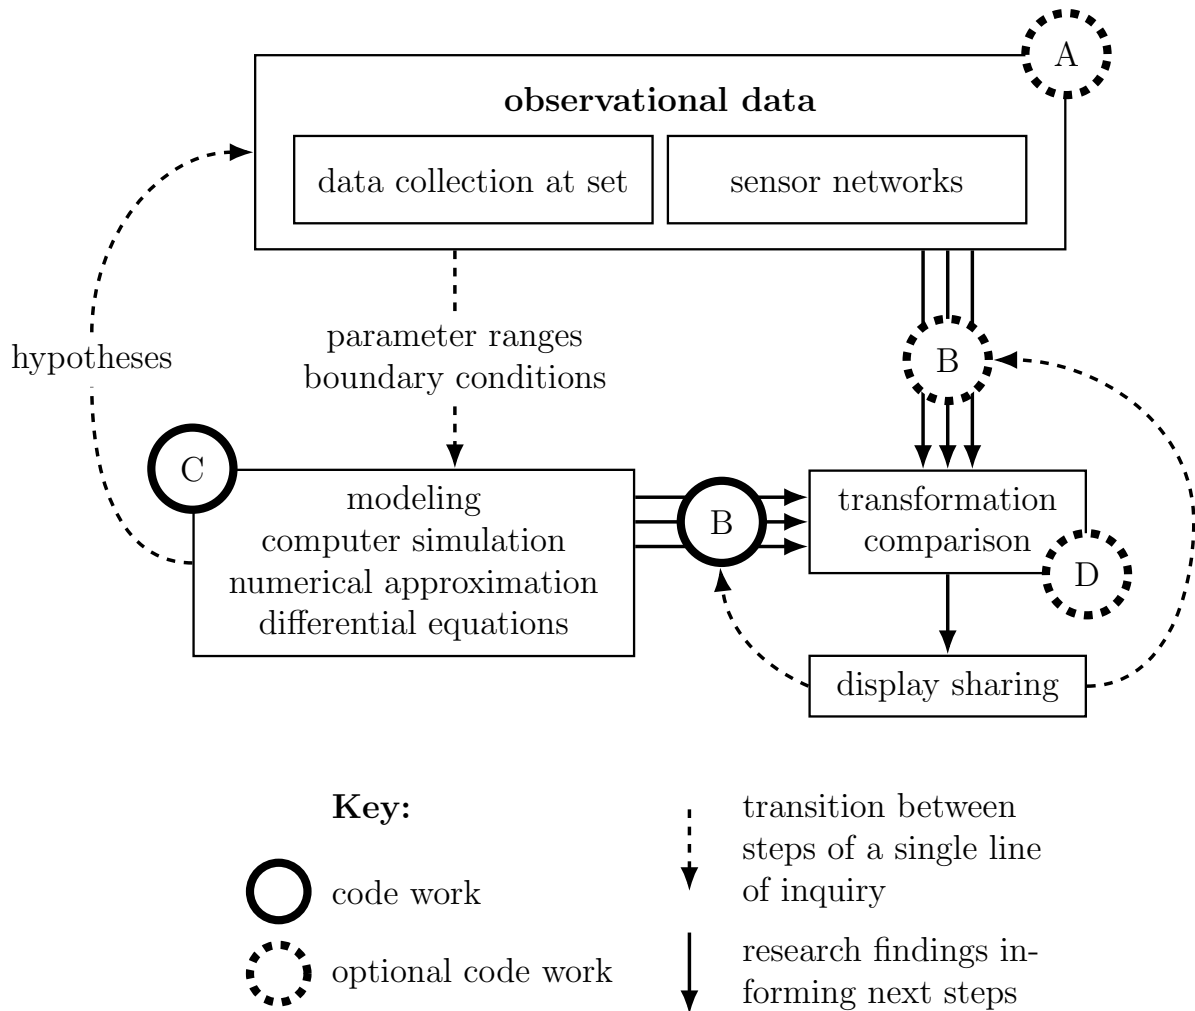 A
observational data
data collection at set
sensor networks
parameter ranges
boundary conditions
hypotheses
B
C
modeling
computer simulation
numerical approximation
differential equations
B
transformation
comparison
D
display sharing
Key:
code work
optional code work
transition between
steps of a single line
of inquiry
research findings in-
forming next steps